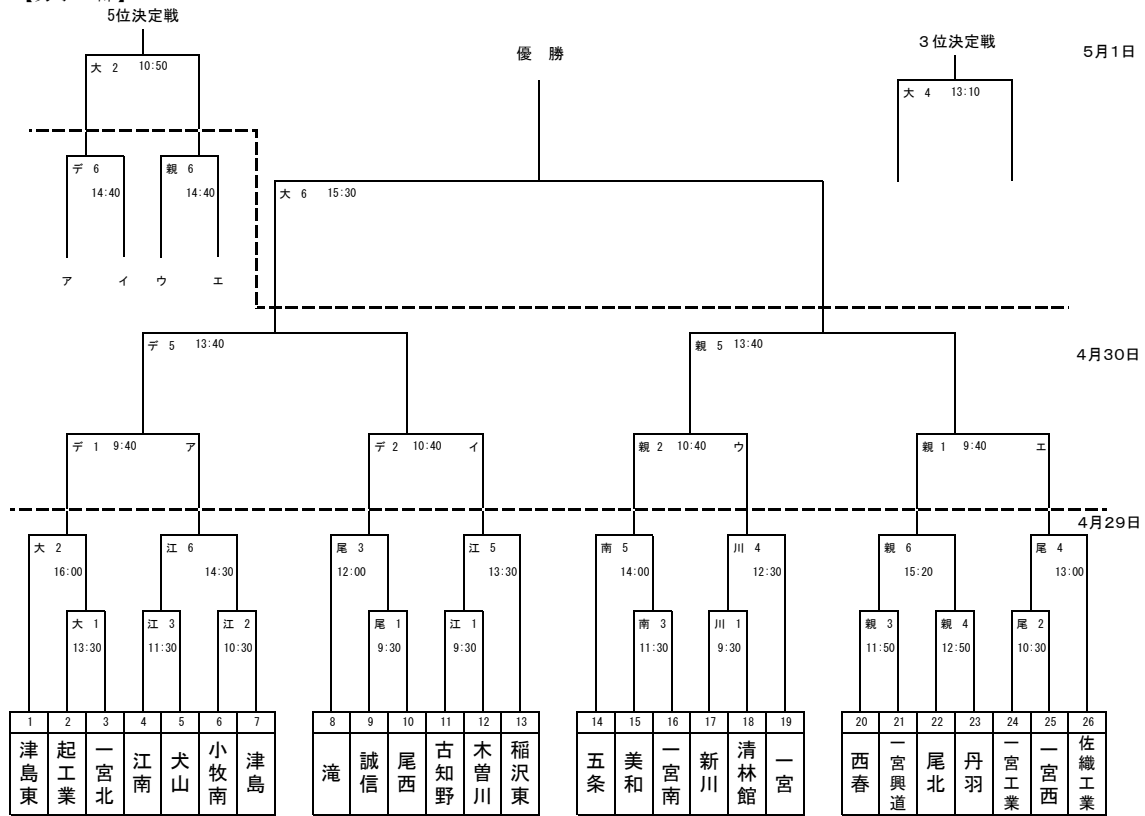 5位決定戦
優　勝
３位決定戦
5月1日
大 2 10:50
大 4 13:10
デ 6
14:40
親 6
14:40
大 6 15:30
ア イ ウ エ
デ 5 13:40
親 5 13:40
4月30日
デ 1 9:40 ア
デ 2 10:40 イ
親 2 10:40 ウ
親 1 9:40 エ
4月29日
大 2
16:00
江 6
14:30
尾 3
12:00
江 5
13:30
南 5
14:00
川 4
12:30
親 6
15:20
尾 4
13:00
大 1
13:30
江 3
11:30
江 2
10:30
尾 1
9:30
江 1
9:30
南 3
11:30
川 1
9:30
親 3
11:50
親 4
12:50
尾 2
10:30
1 2 3 4 5 6 7 8 9 10 11 12 13 14 15 16 17 18 19 20 21 22 23 24 25 26
津島東
起工業
一宮北
江南
犬山
小牧南
津島
滝
誠信
尾西
古知野
木曽川
稲沢東
五条
美和
一宮南
新川
清林館
一宮
西春
一宮興道
尾北
丹羽
一宮工業
一宮西
佐織工業